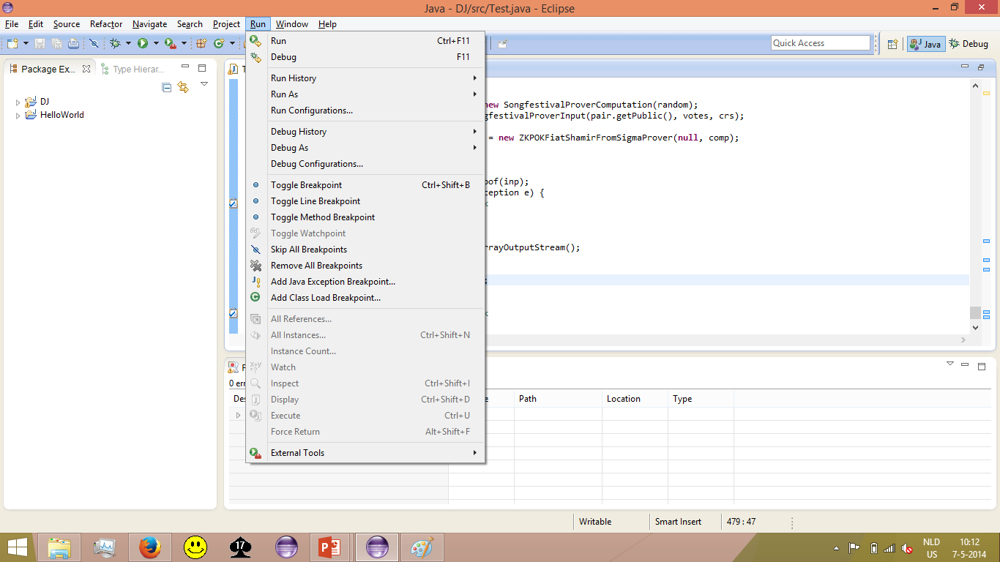 Java - DJ/src/Test.java - Eclipse
File Edit Source Refactor Navigate Search Project Run Window Help
Quick Access
Java
Debug
Package Ex...
Type Hierar...
DJ
HelloWorld
Run Ctrl+F11
Debug F11
Run History
Run As
Run Configurations...
Debug History
Debug As
Debug Configurations...
Toggle Breakpoint Ctrl+Shift+B
Toggle Line Breakpoint
Toggle Method Breakpoint
Toggle Watchpoint
Skip All Breakpoints
Remove All Breakpoints
Add Java Exception Breakpoint...
Add Class Load Breakpoint...
All References...
All Instances... Ctrl+Shift+N
Instance Count...
Watch
Inspect Ctrl+Shift+I
Display Ctrl+Shift+D
Execute Ctrl+U
Force Return Alt+Shift+F
External Tools
new SongfestivalProverComputation(random);
gfestivalProverInput(pair.getPublic(), votes, crs);
= new ZKPOKFiatShamirFromSigmaProver(null, comp);
oof(inp);
ception e) {
rrayOutputStream();
;
0 err
Des
e Path Location Type
Writable Smart Insert 479 : 47
17
NLD 10:12
US 7-5-2014